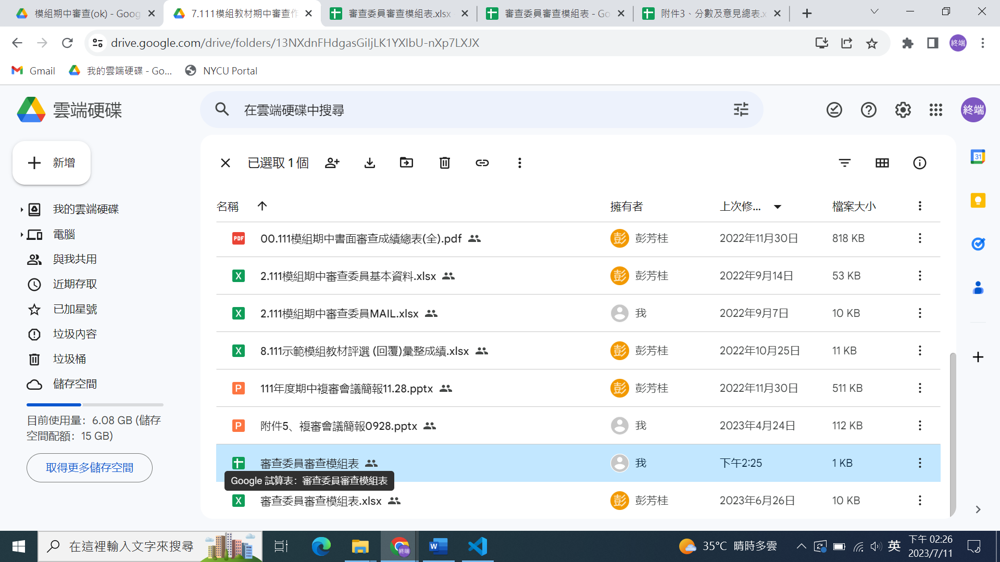 模組期中審查(ok) - Goog
7.111模組教材期中審查作
審查委員審查模組表.xlsx
審查委員審查模組表 - Go
附件3、分數及意見總表.x
drive.google.com/drive/folders/13NXdnFHdgasGiIjLK1YXIbU-nXp7LXJX
終端
Gmail
我的雲端硬碟 - Go...
NYCU Portal
雲端硬碟
在雲端硬碟中搜尋
終端
新增
已選取 1 個
31
我的雲端硬碟
電腦
與我共用
近期存取
已加星號
垃圾內容
垃圾桶
儲存空間
目前使用量：6.08 GB (儲存
空間配額：15 GB)
取得更多儲存空間
名稱 擁有者 上次修... 檔案大小
PDF 00.111模組期中書面審查成績總表(全).pdf 彭 彭芳桂 2022年11月30日 818 KB
X 2.111模組期中審查委員基本資料.xlsx 彭 彭芳桂 2022年9月14日 53 KB
X 2.111模組期中審查委員MAIL.xlsx 我 2022年9月7日 10 KB
X 8.111示範模組教材評選 (回覆)彙整成績.xlsx 彭 彭芳桂 2022年10月25日 11 KB
P 111年度期中複審會議簡報11.28.pptx 彭 彭芳桂 2022年11月30日 511 KB
P 附件5、複審會議簡報0928.pptx 我 2023年4月24日 112 KB
審查委員審查模組表 我 下午2:25 1 KB
Google 試算表：審查委員審查模組表
X 審查委員審查模組表.xlsx 彭 彭芳桂 2023年6月26日 10 KB
在這裡輸入文字來搜尋
終端
W
35°C 晴時多雲
英
下午 02:26
2023/7/11